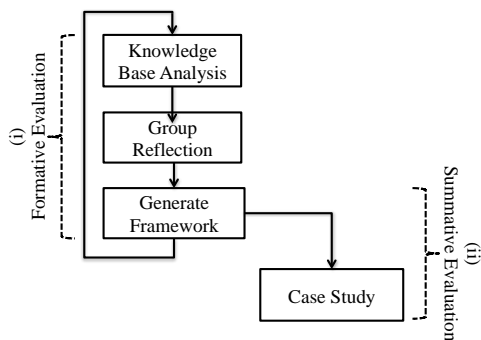 Knowledge
Base Analysis
Group
Reflection
Generate
Framework
Case Study
(i)
Formative Evaluation
(ii)
Summative Evaluation